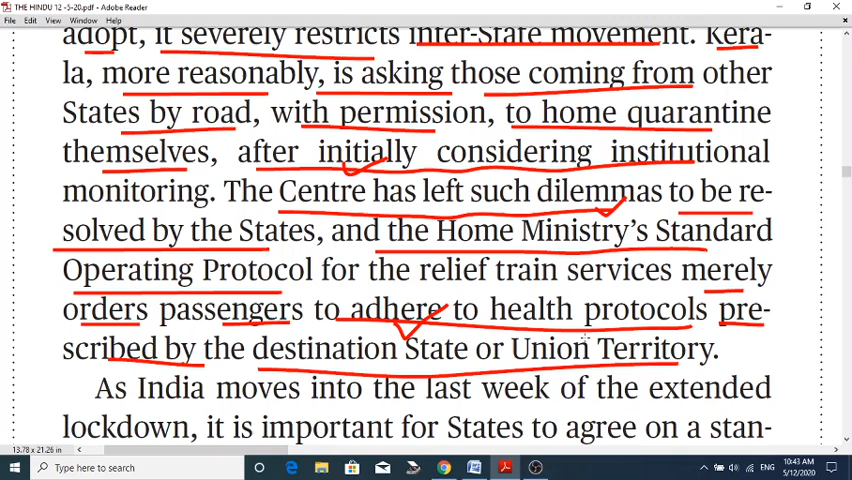 THE HINDU 12 -5-20.pdf - Adobe Reader
File Edit View Window Help
adopt, it severely restricts inter-State movement. Kera-
la, more reasonably, is asking those coming from other
States by road, with permission, to home quarantine
themselves, after initially considering institutional
monitoring. The Centre has left such dilemmas to be re-
solved by the States, and the Home Ministry's Standard
Operating Protocol for the relief train services merely
orders passengers to adhere to health protocols pre-
scribed by the destination State or Union Territory.
As India moves into the last week of the extended
lockdown, it is important for States to agree on a stan-
13.78 x 21.26 in
Type here to search
ENG
10:43 AM
5/12/2020